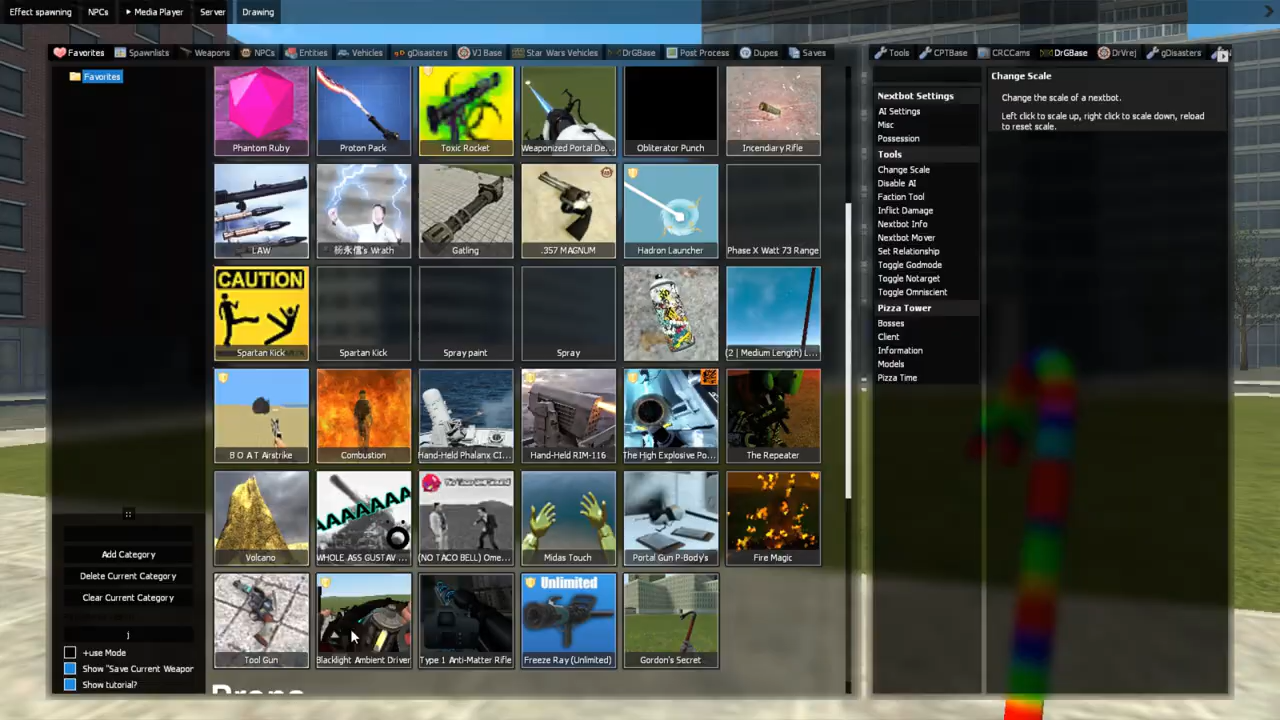 Effect spawning NPCs Media Player Server Drawing
Favorites Spawnlists Weapons NPCs Entities Vehicles gDisasters VJ Base Star Wars Vehicles DrGBase Post Process Dupes Saves
Tools CPTBase CRCCams DrGBase DrVrej gDisasters
Favorites
Phantom Ruby Proton Pack Toxic Rocket Weaponized Portal De... Obliterator Punch Incendiary Rifle
LAW 杨永信's Wrath Gatling .357 MAGNUM Hadron Launcher Phase X Watt 73 Range
CAUTION
Spartan Kick Spartan Kick Spray paint Spray (2 | Medium Length) L...
B O A T Airstrike Combustion Hand-Held Phalanx CI... Hand-Held RIM-116 The High Explosive Po... The Repeater
AAAAAAA
Volcano WHOLE ASS GUSTAV ... (NO TACO BELL) Ome... Midas Touch Portal Gun P-Body's Fire Magic
Unlimited
Tool Gun Blacklight Ambient Driver Type 1 Anti-Matter Rifle Freeze Ray (Unlimited) Gordon's Secret
Add Category
Delete Current Category
Clear Current Category
j
+use Mode
Show "Save Current Weapon
Show tutorial?
Nextbot Settings
AI Settings
Misc
Possession
Tools
Change Scale
Disable AI
Faction Tool
Inflict Damage
Nextbot Info
Nextbot Mover
Set Relationship
Toggle Godmode
Toggle Notarget
Toggle Omniscient
Pizza Tower
Bosses
Client
Information
Models
Pizza Time
Change Scale
Change the scale of a nextbot.
Left click to scale up, right click to scale down, reload
to reset scale.